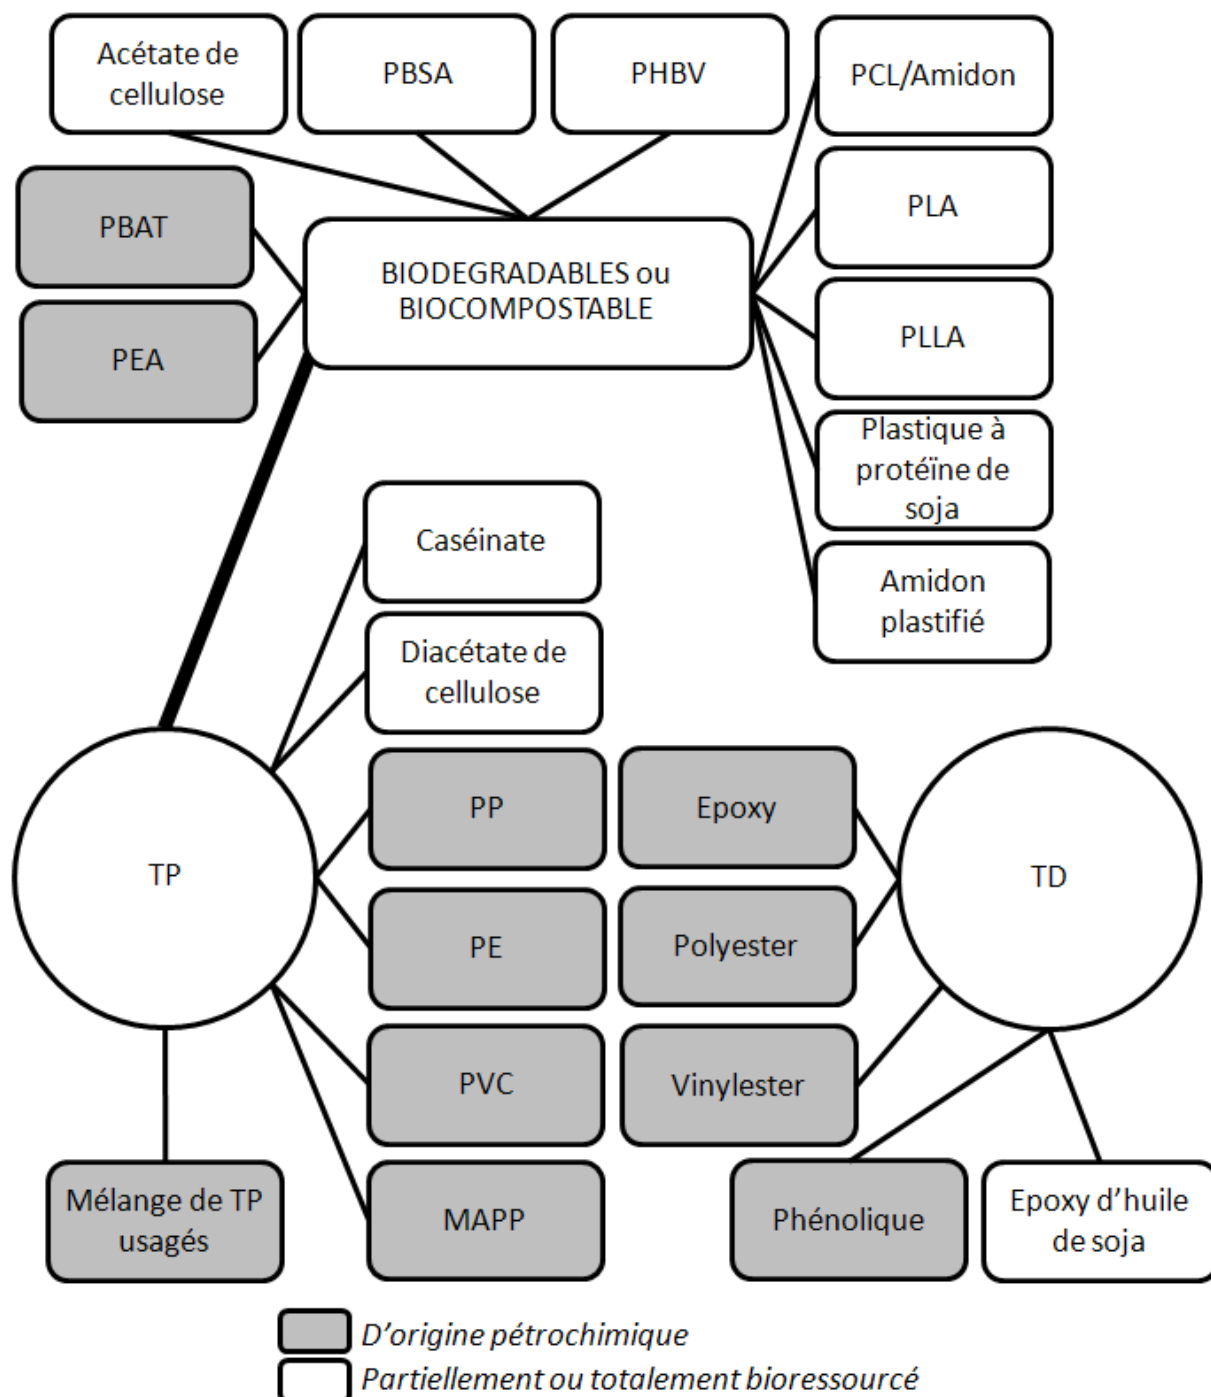 Acétate de
cellulose
PBSA
PHBV
PCL/Amidon
PBAT
PLA
BIODEGRADABLES ou
BIOCOMPOSTABLE
PEA
PLLA
Plastique à
protéïne de
soja
Caséinate
Amidon
plastifié
Diacétate de
cellulose
PP
Epoxy
TP
TD
PE
Polyester
PVC
Vinylester
Mélange de TP
usagés
MAPP
Phénolique
Epoxy d’huile
de soja
D’origine pétrochimique
Partiellement ou totalement bioressourcé